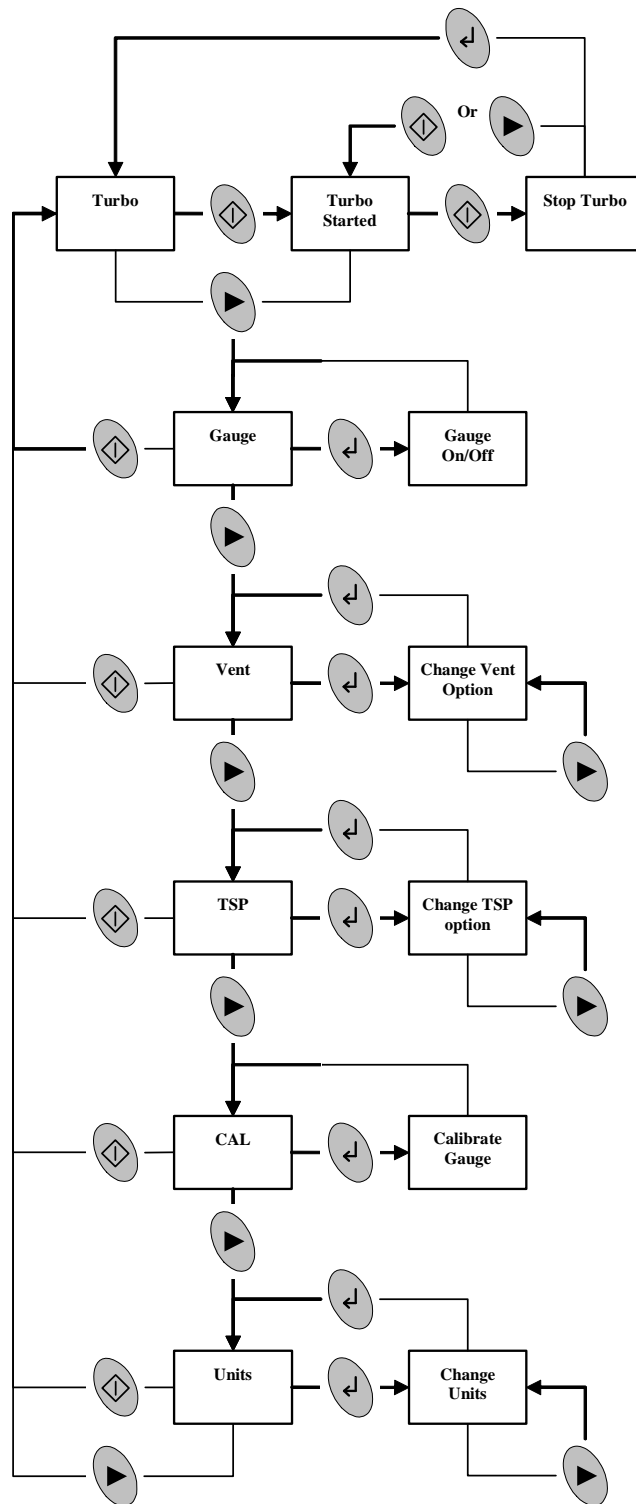 Or
Turbo
Turbo
Started
Stop Turbo
Gauge
Gauge
On/Off
Vent
Change Vent
Option
TSP
Change TSP
option
CAL
Calibrate
Gauge
Units
Change
Units